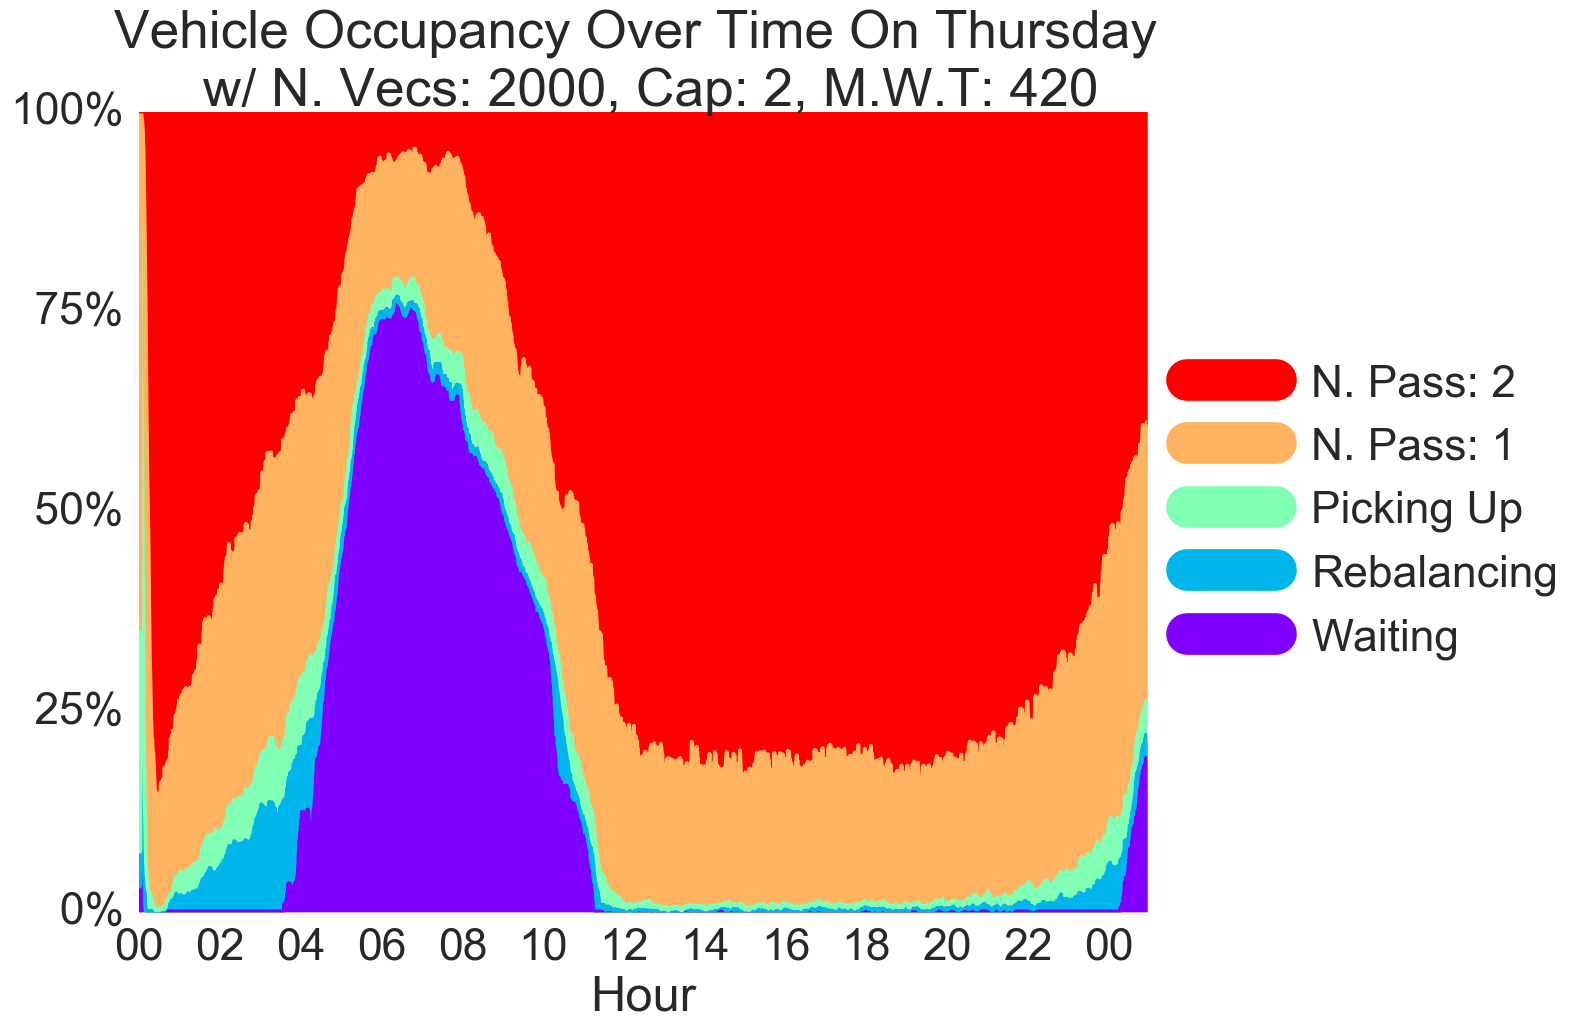 Vehicle Occupancy Over Time On Thursday
w/ N. Vecs: 2000, Cap: 2, M.W.T: 420
100%
75%
50%
25%
0%
00 02 04 06 08 10 12 14 16 18 20 22 00
Hour
N. Pass: 2
N. Pass: 1
Picking Up
Rebalancing
Waiting